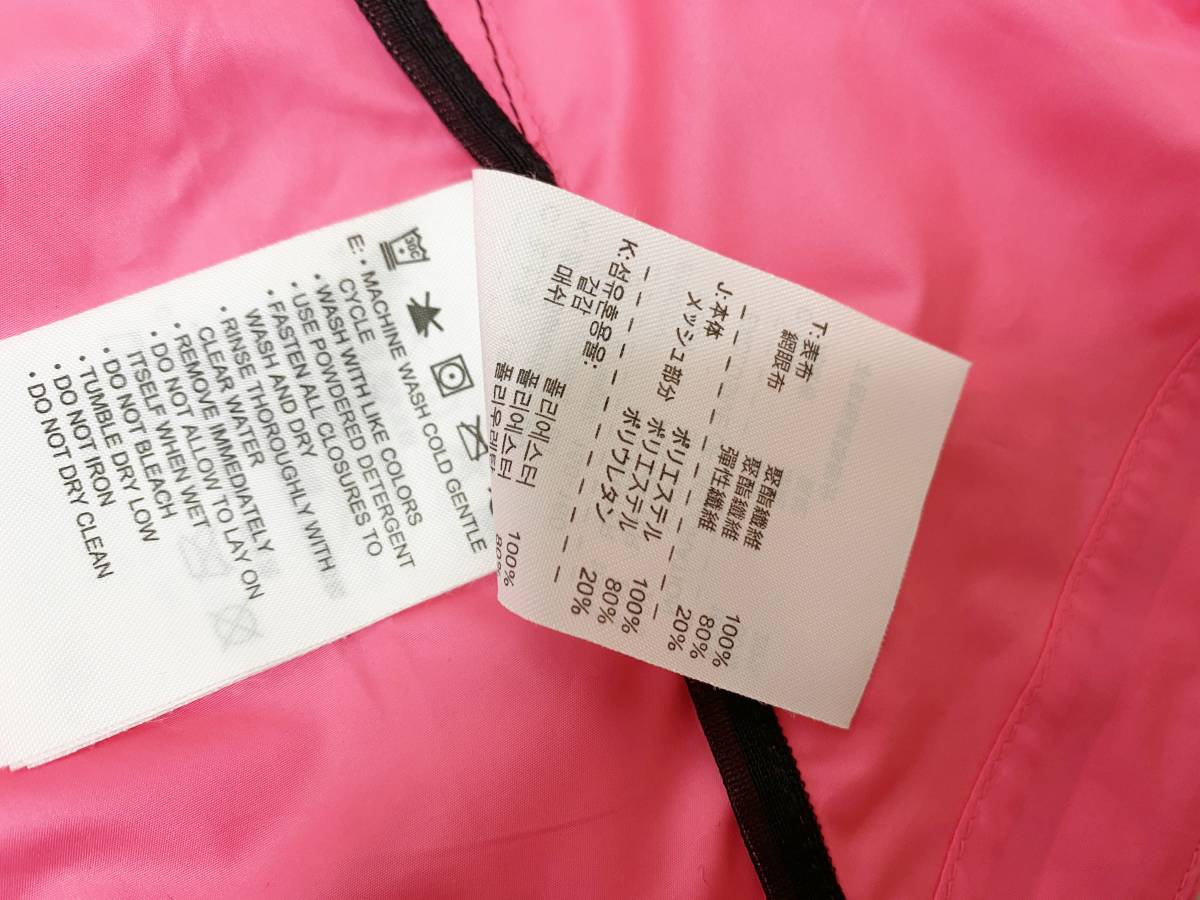 30C
E: • MACHINE WASH COLD GENTLE
CYCLE
• WASH WITH LIKE COLORS
• USE POWDERED DETERGENT
• FASTEN ALL CLOSURES TO
WASH AND DRY
• RINSE THOROUGHLY WITH
CLEAR WATER
• REMOVE IMMEDIATELY
• DO NOT ALLOW TO LAY ON
ITSELF WHEN WET
• DO NOT BLEACH
• TUMBLE DRY LOW
• DO NOT IRON
• DO NOT DRY CLEAN
T: 表布 聚酯纖維 100%
網眼布 聚酯纖維 80%
彈性纖維 20%
J: 本体 ポリエステル 100%
メッシュ部分 ポリエステル 80%
ポリウレタン 20%
K: 섬유혼용율:
겉감 폴리에스터 100%
매쉬 폴리에스터 80%
폴리우레탄